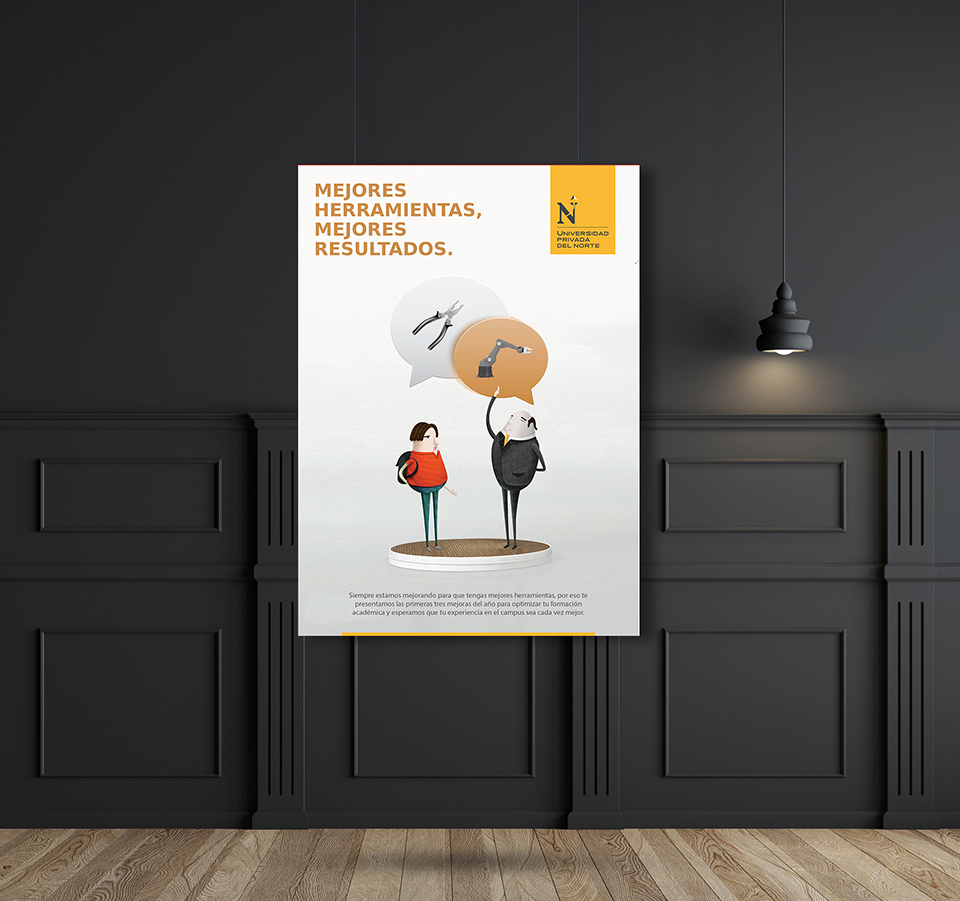 MEJORES
HERRAMIENTAS,
MEJORES
RESULTADOS.
N
UNIVERSIDAD
PRIVADA
DEL NORTE
Siempre estamos mejorando para que tengas mejores herramientas, por eso te
presentamos las primeras tres mejoras del año para optimizar tu formación
académica y esperamos que tu experiencia en el campus sea cada vez mejor.